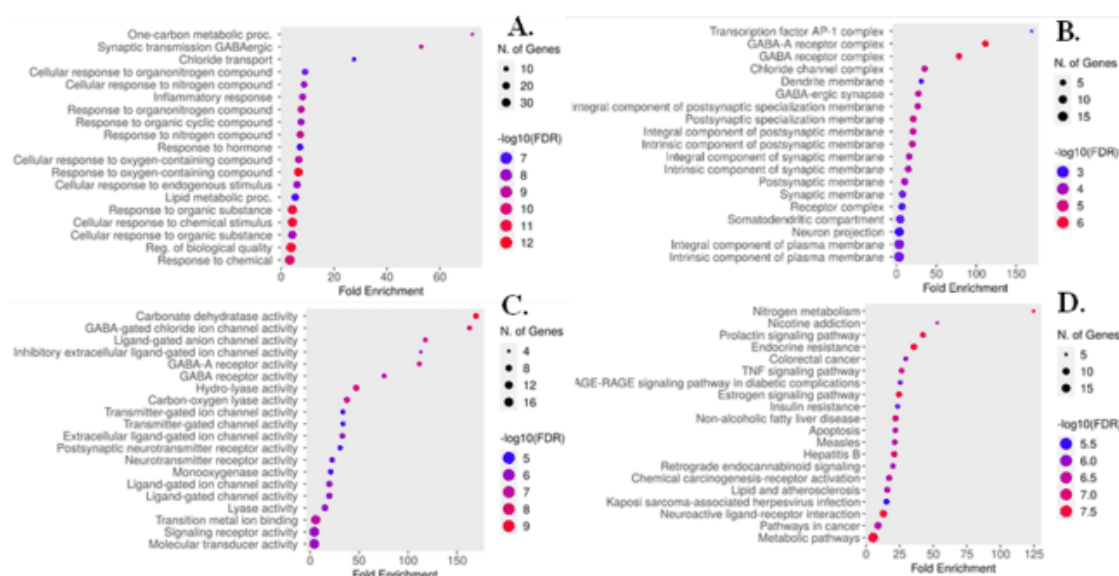 A.
One-carbon metabolic proc.
Synaptic transmission GABAergic
Chloride transport
Cellular response to organonitrogen compound
Cellular response to nitrogen compound
Inflammatory response
Response to organonitrogen compound
Response to organic cyclic compound
Response to nitrogen compound
Response to hormone
Cellular response to oxygen-containing compound
Response to oxygen-containing compound
Cellular response to endogenous stimulus
Lipid metabolic proc.
Response to organic substance
Cellular response to chemical stimulus
Cellular response to organic substance
Reg. of biological quality
Response to chemical
0 20 40 60
Fold Enrichment
N. of Genes
10
20
30
-log10(FDR)
7
8
9
10
11
12
B.
Transcription factor AP-1 complex
GABA-A receptor complex
GABA receptor complex
Chloride channel complex
Dendrite membrane
GABA-ergic synapse
Integral component of postsynaptic specialization membrane
Postsynaptic specialization membrane
Integral component of postsynaptic membrane
Intrinsic component of postsynaptic membrane
Integral component of synaptic membrane
Intrinsic component of synaptic membrane
Postsynaptic membrane
Synaptic membrane
Receptor complex
Somatodendritic compartment
Neuron projection
Integral component of plasma membrane
Intrinsic component of plasma membrane
0 50 100 150
Fold Enrichment
N. of Genes
5
10
15
-log10(FDR)
3
4
5
6
C.
Carbonate dehydratase activity
GABA-gated chloride ion channel activity
Ligand-gated anion channel activity
Inhibitory extracellular ligand-gated ion channel activity
GABA-A receptor activity
GABA receptor activity
Hydro-lyase activity
Carbon-oxygen lyase activity
Transmitter-gated ion channel activity
Transmitter-gated channel activity
Extracellular ligand-gated ion channel activity
Postsynaptic neurotransmitter receptor activity
Neurotransmitter receptor activity
Monooxygenase activity
Ligand-gated ion channel activity
Ligand-gated channel activity
Lyase activity
Transition metal ion binding
Signaling receptor activity
Molecular transducer activity
0 50 100 150
Fold Enrichment
N. of Genes
4
8
12
16
-log10(FDR)
5
6
7
8
9
D.
Nitrogen metabolism
Nicotine addiction
Prolactin signaling pathway
Endocrine resistance
Colorectal cancer
TNF signaling pathway
AGE-RAGE signaling pathway in diabetic complications
Estrogen signaling pathway
Insulin resistance
Non-alcoholic fatty liver disease
Apoptosis
Measles
Hepatitis B
Retrograde endocannabinoid signaling
Chemical carcinogenesis-receptor activation
Lipid and atherosclerosis
Kaposi sarcoma-associated herpesvirus infection
Neuroactive ligand-receptor interaction
Pathways in cancer
Metabolic pathways
0 25 50 75 100 125
Fold Enrichment
N. of Genes
5
10
15
-log10(FDR)
5.5
6.0
6.5
7.0
7.5